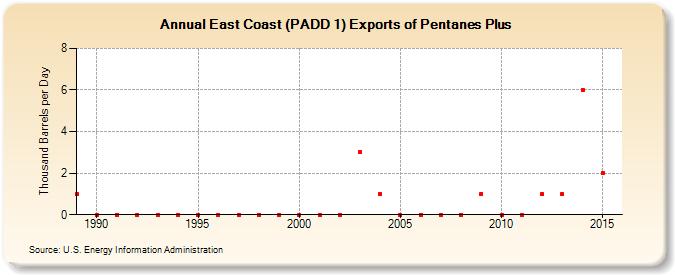 Annual East Coast (PADD 1) Exports of Pentanes Plus
Thousand Barrels per Day
8
6
4
2
0
1990 1995 2000 2005 2010 2015
Source: U.S. Energy Information Administration